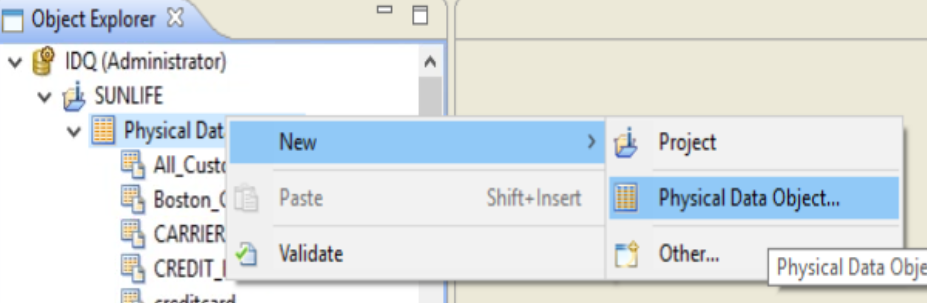 Object Explorer
IDQ (Administrator)
SUNLIFE
Physical Dat
New
Project
All_Custo
Boston_C
Paste
Shift+Insert
Physical Data Object...
CARRIER
Validate
Other...
CREDIT_
Physical Data Obje
creditcard